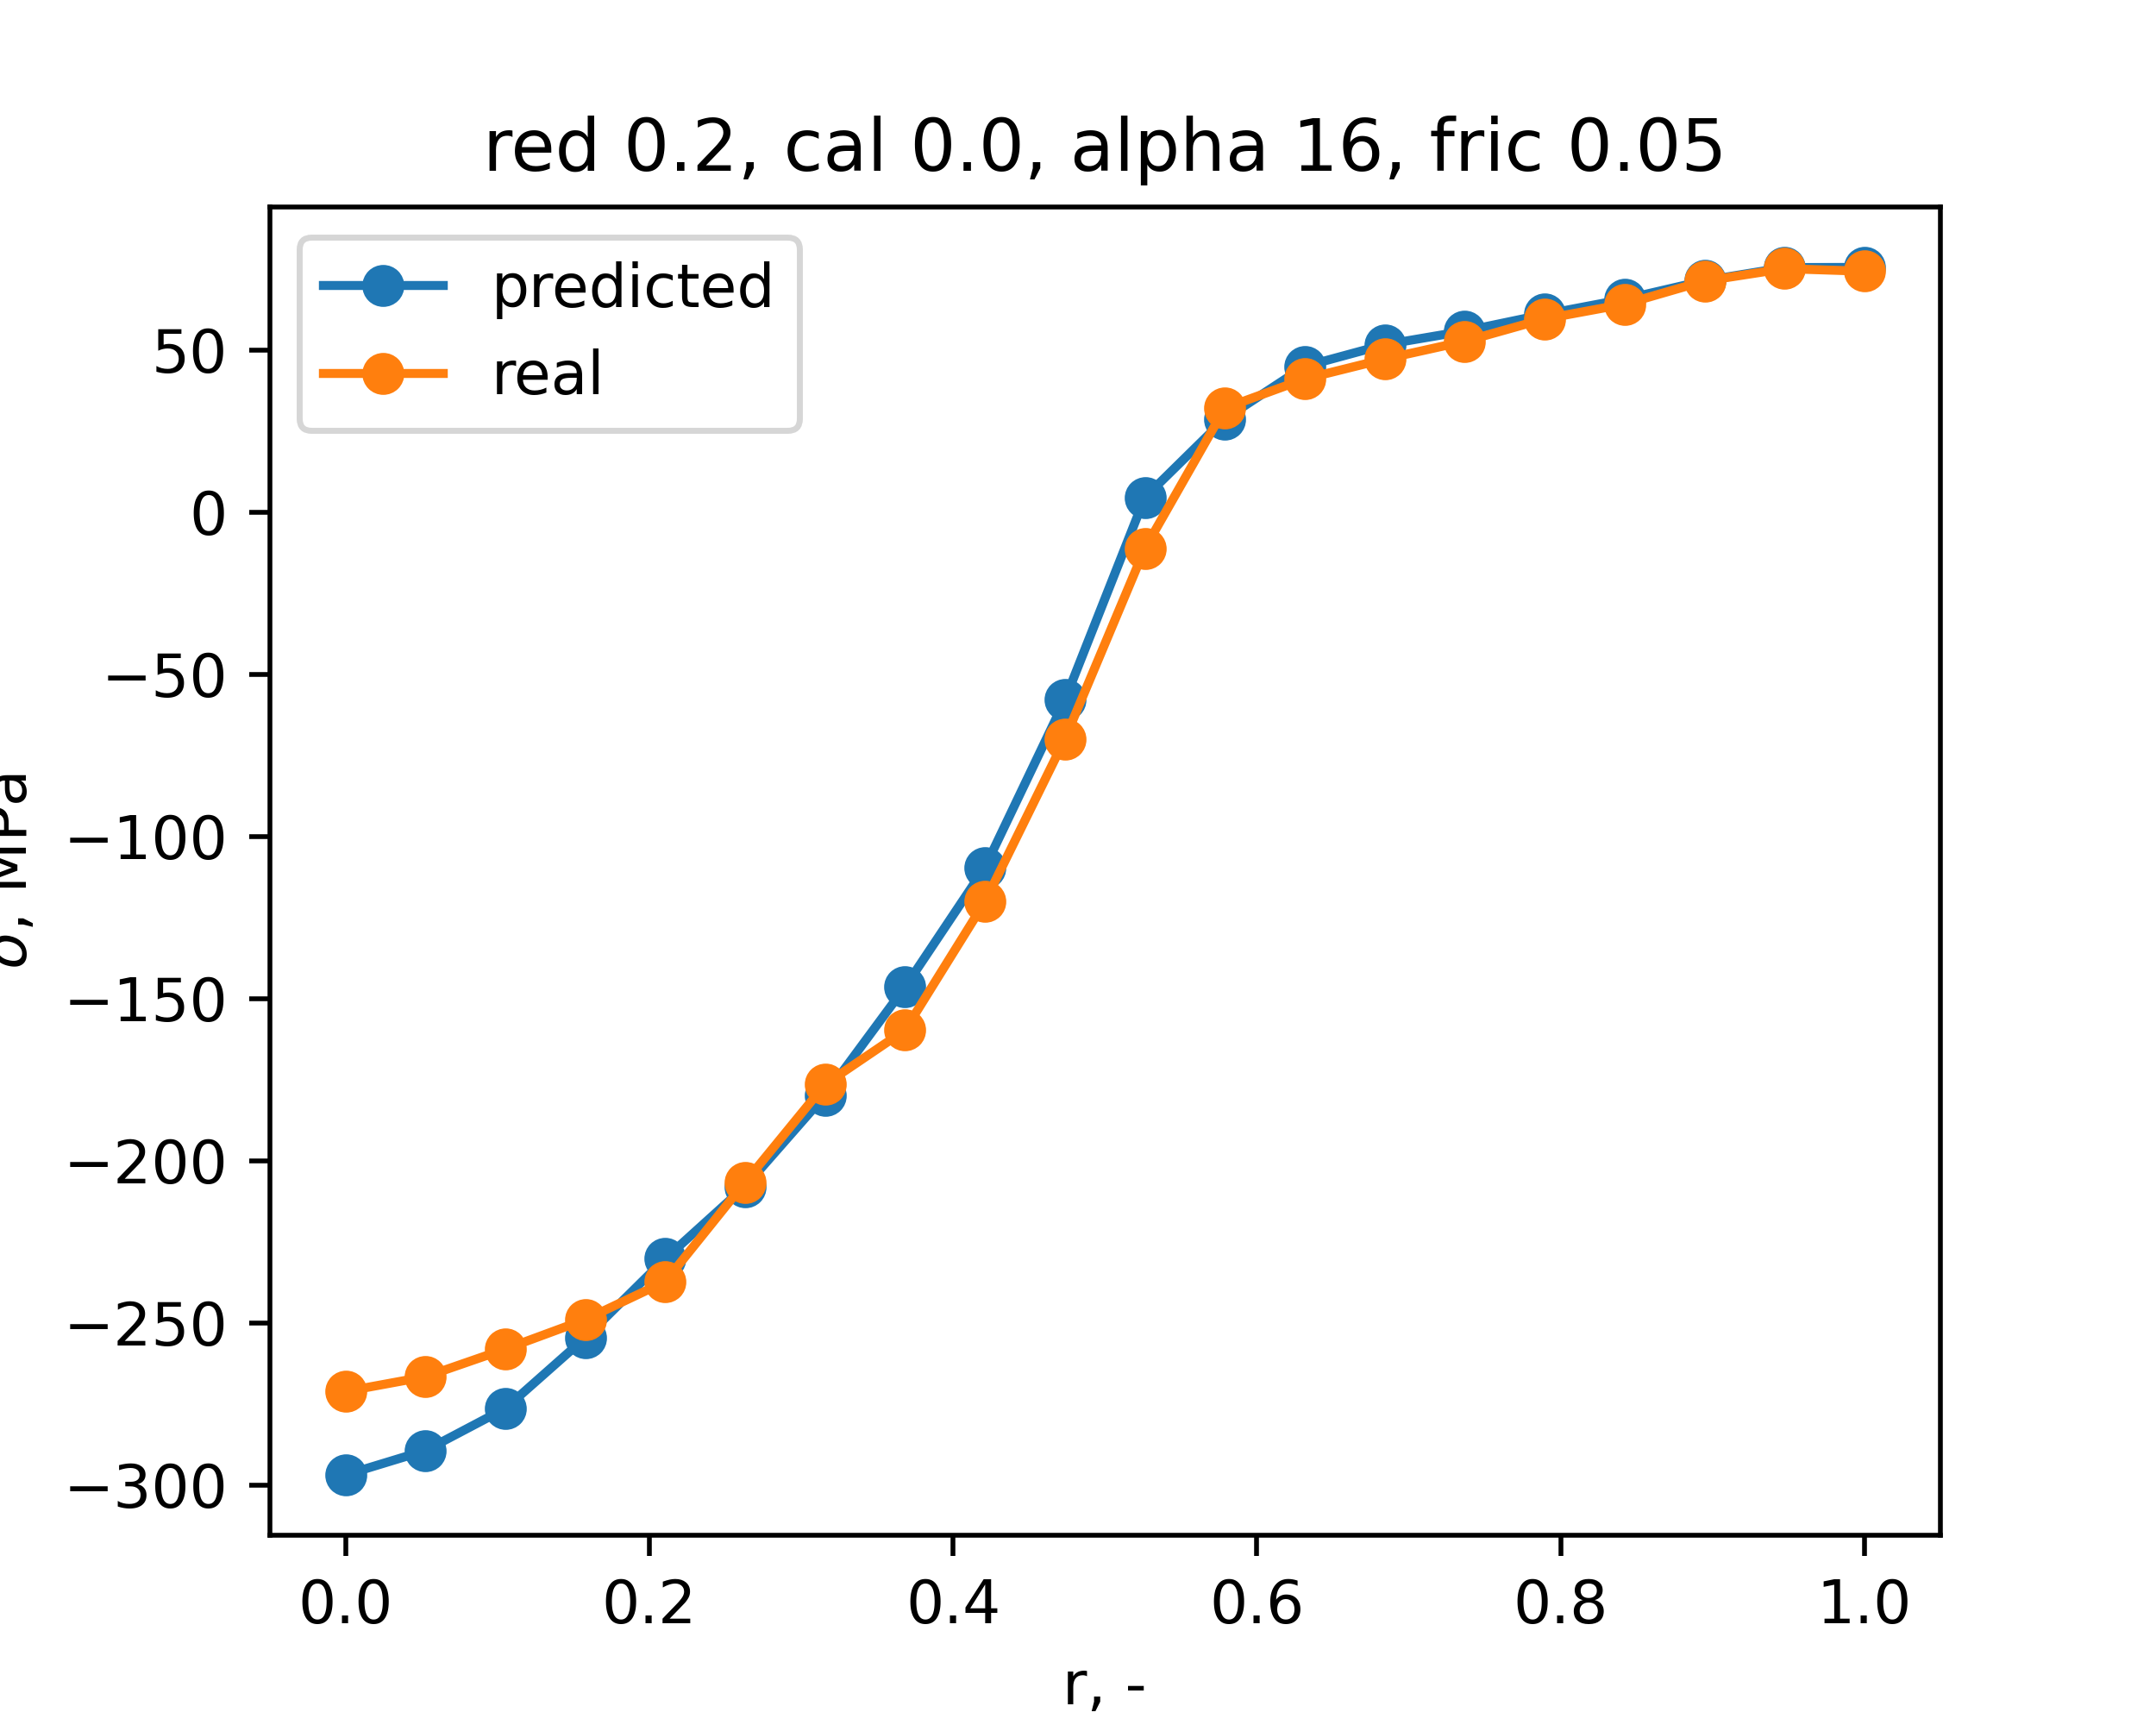 red 0.2, cal 0.0, alpha 16, fric 0.05
predicted
real
50
0
−50
−100
−150
−200
−250
−300
σ, MPa
0.0 0.2 0.4 0.6 0.8 1.0
r, -